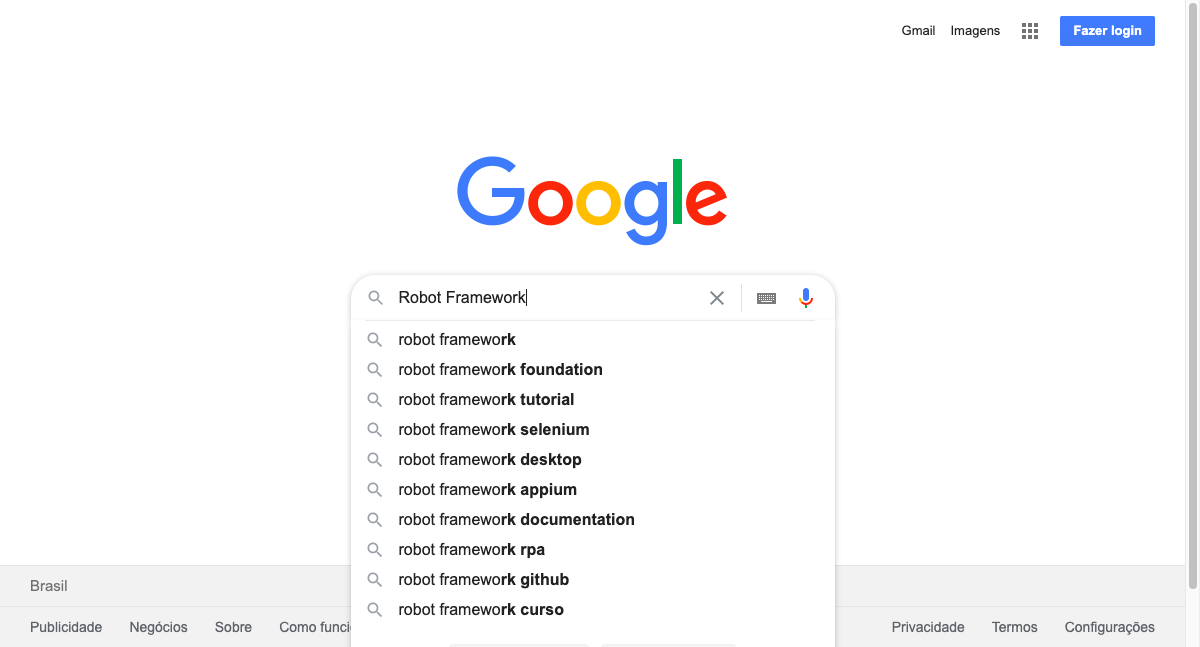 Gmail Imagens Fazer login
Google
Robot Framework
robot framework
robot framework foundation
robot framework tutorial
robot framework selenium
robot framework desktop
robot framework appium
robot framework documentation
robot framework rpa
robot framework github
robot framework curso
Brasil
Publicidade Negócios Sobre Como funci Privacidade Termos Configurações